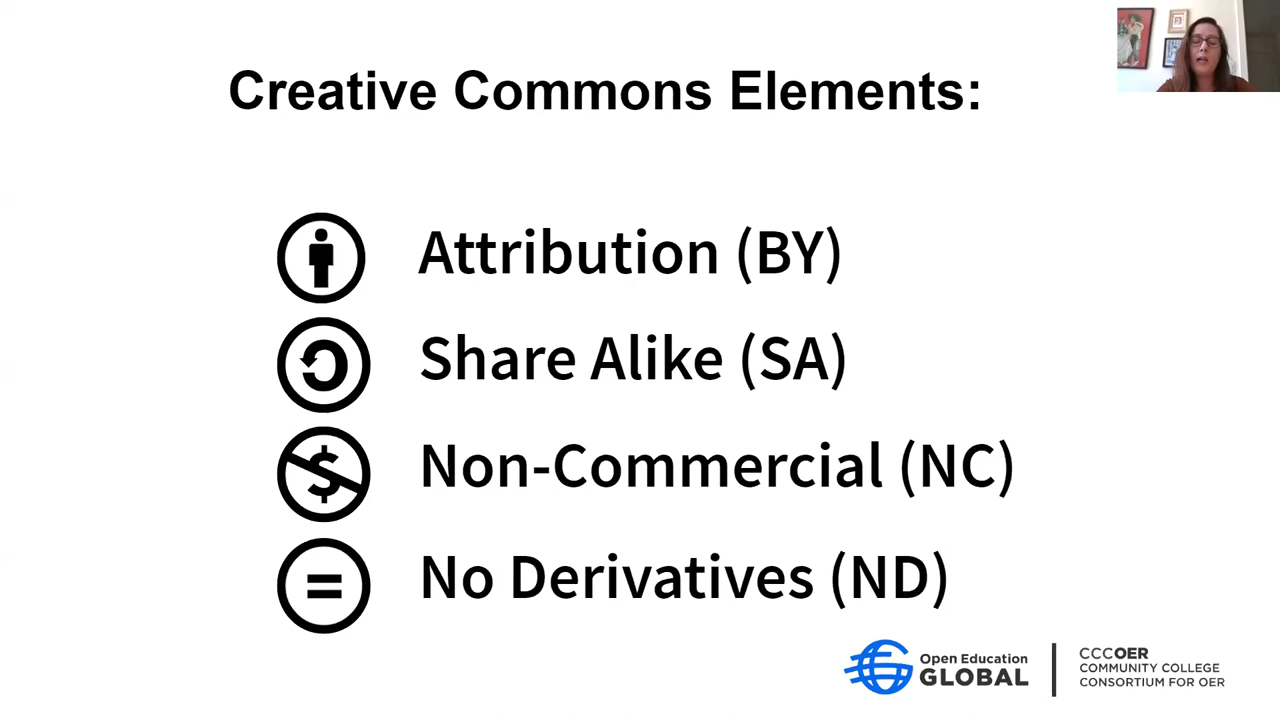 Creative Commons Elements:
Attribution (BY)
Share Alike (SA)
Non-Commercial (NC)
No Derivatives (ND)
Open Education
GLOBAL
CCCOER
COMMUNITY COLLEGE
CONSORTIUM FOR OER